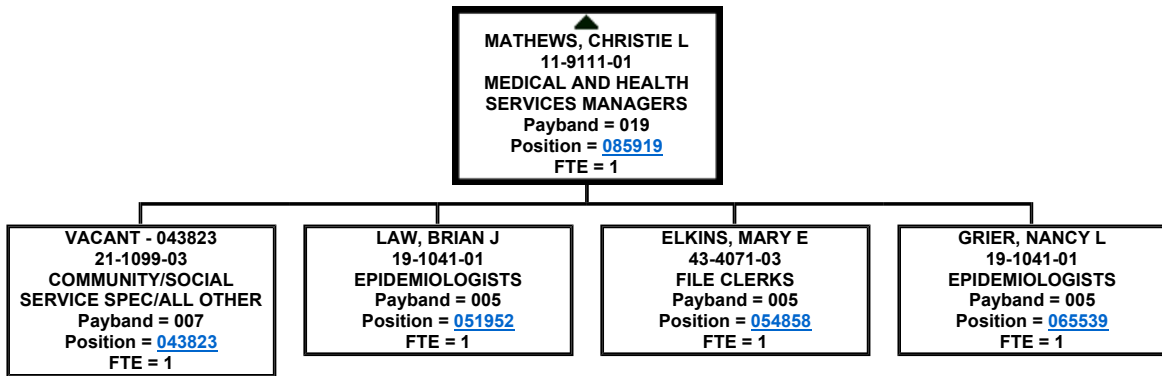 MATHEWS, CHRISTIE L
11-9111-01
MEDICAL AND HEALTH
SERVICES MANAGERS
Payband = 019
Position = 085919
FTE = 1
VACANT - 043823
21-1099-03
COMMUNITY/SOCIAL
SERVICE SPEC/ALL OTHER
Payband = 007
Position = 043823
FTE = 1
LAW, BRIAN J
19-1041-01
EPIDEMIOLOGISTS
Payband = 005
Position = 051952
FTE = 1
ELKINS, MARY E
43-4071-03
FILE CLERKS
Payband = 005
Position = 054858
FTE = 1
GRIER, NANCY L
19-1041-01
EPIDEMIOLOGISTS
Payband = 005
Position = 065539
FTE = 1